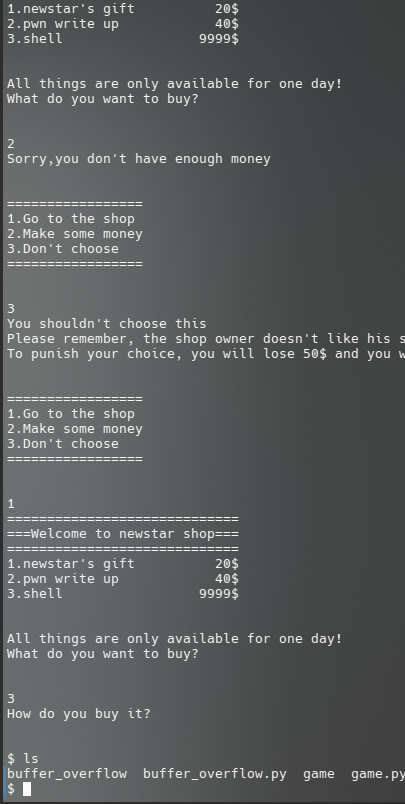 1.newstar's gift          20$
2.pwn write up            40$
3.shell                 9999$
All things are only available for one day!
What do you want to buy?
2
Sorry,you don't have enough money
=================
1.Go to the shop
2.Make some money
3.Don't choose
=================
3
You shouldn't choose this
Please remember, the shop owner doesn't like his s
To punish your choice, you will lose 50$ and you w
=================
1.Go to the shop
2.Make some money
3.Don't choose
=================
1
=============================
===Welcome to newstar shop===
=============================
1.newstar's gift          20$
2.pwn write up            40$
3.shell                 9999$
All things are only available for one day!
What do you want to buy?
3
How do you buy it?
$ ls
buffer_overflow  buffer_overflow.py  game  game.py
$